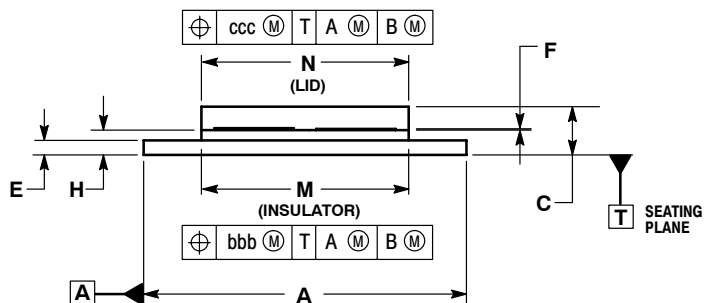 ⌖ ccc Ⓜ T A Ⓜ B Ⓜ
N
(LID)
F
E
H
M
(INSULATOR)
C
T
SEATING
PLANE
⌖ bbb Ⓜ T A Ⓜ B Ⓜ
A
A